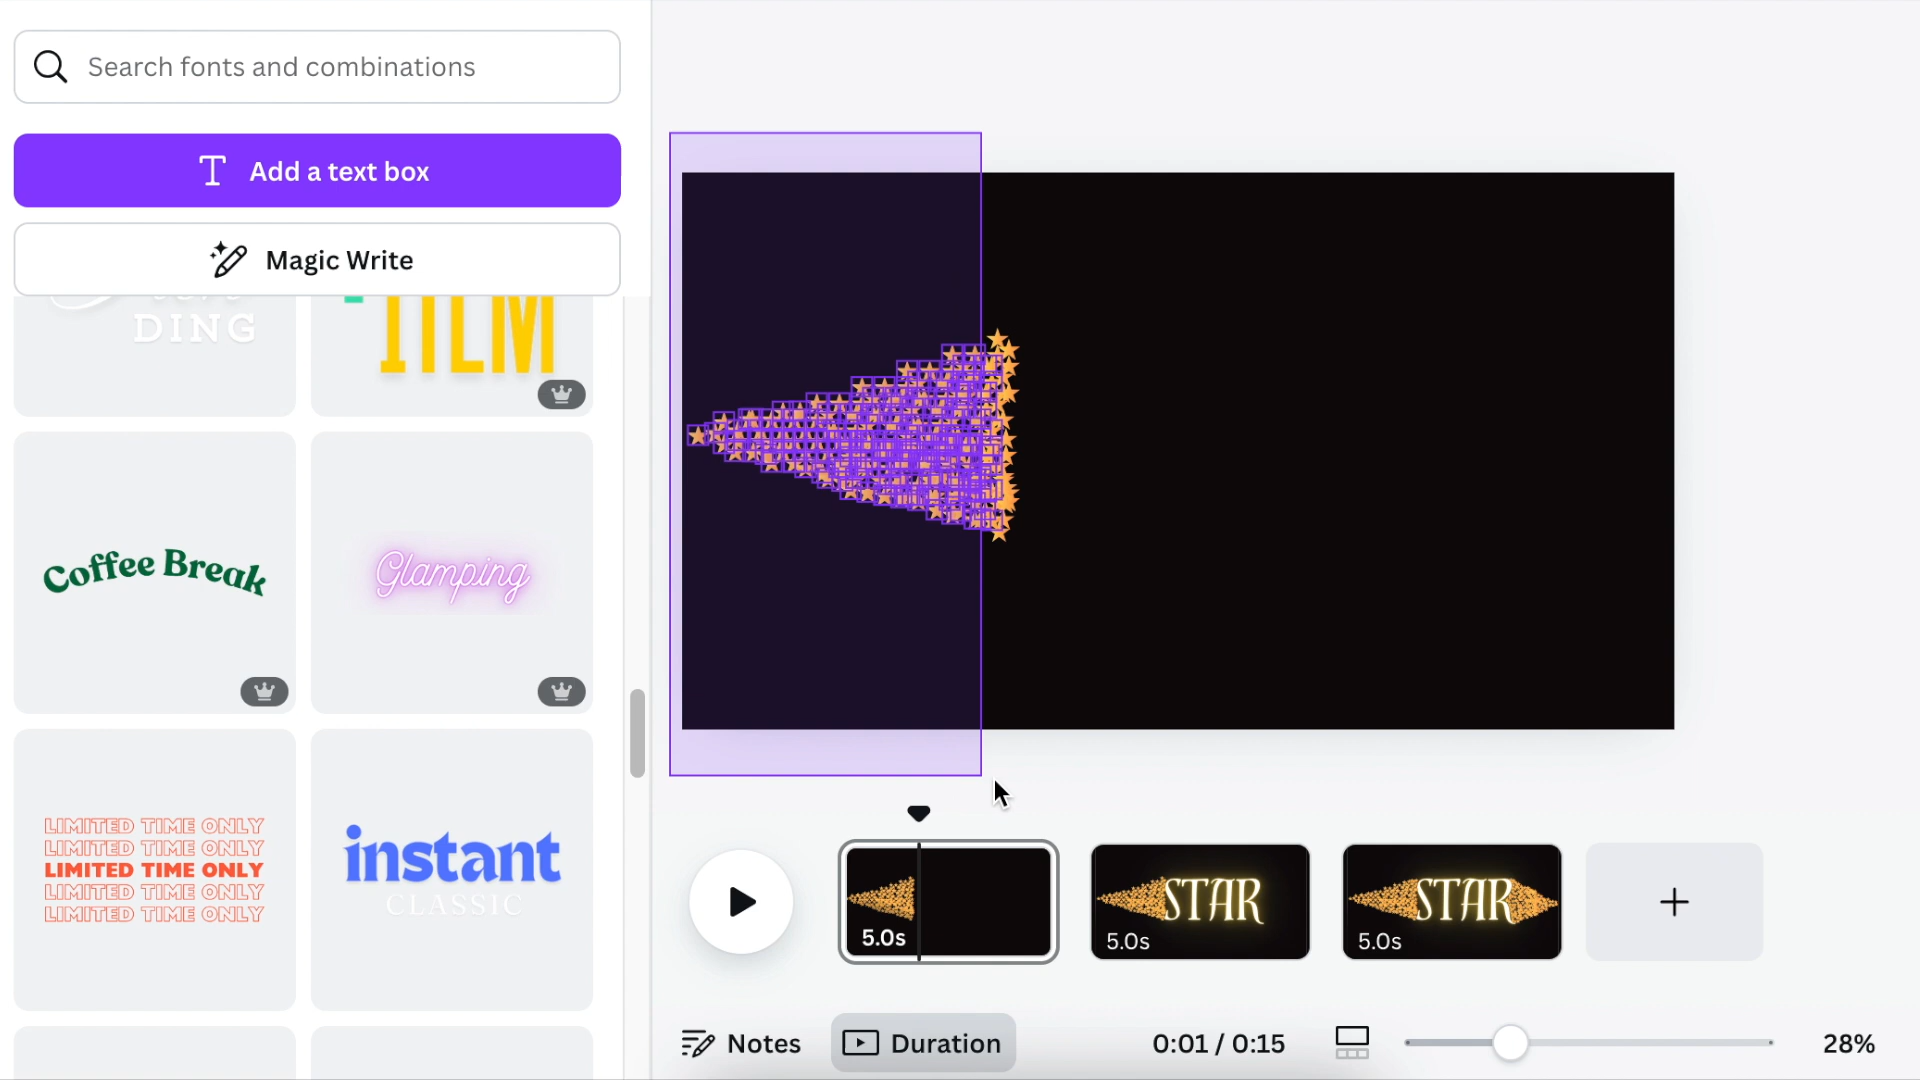 Search fonts and combinations
Add a text box
Magic Write
DING
Coffee Break
Glamping
LIMITED TIME ONLY
LIMITED TIME ONLY
LIMITED TIME ONLY
LIMITED TIME ONLY
LIMITED TIME ONLY
instant
CLASSIC
5.0s
STAR
5.0s
STAR
5.0s
Notes
Duration
0:01 / 0:15
28%